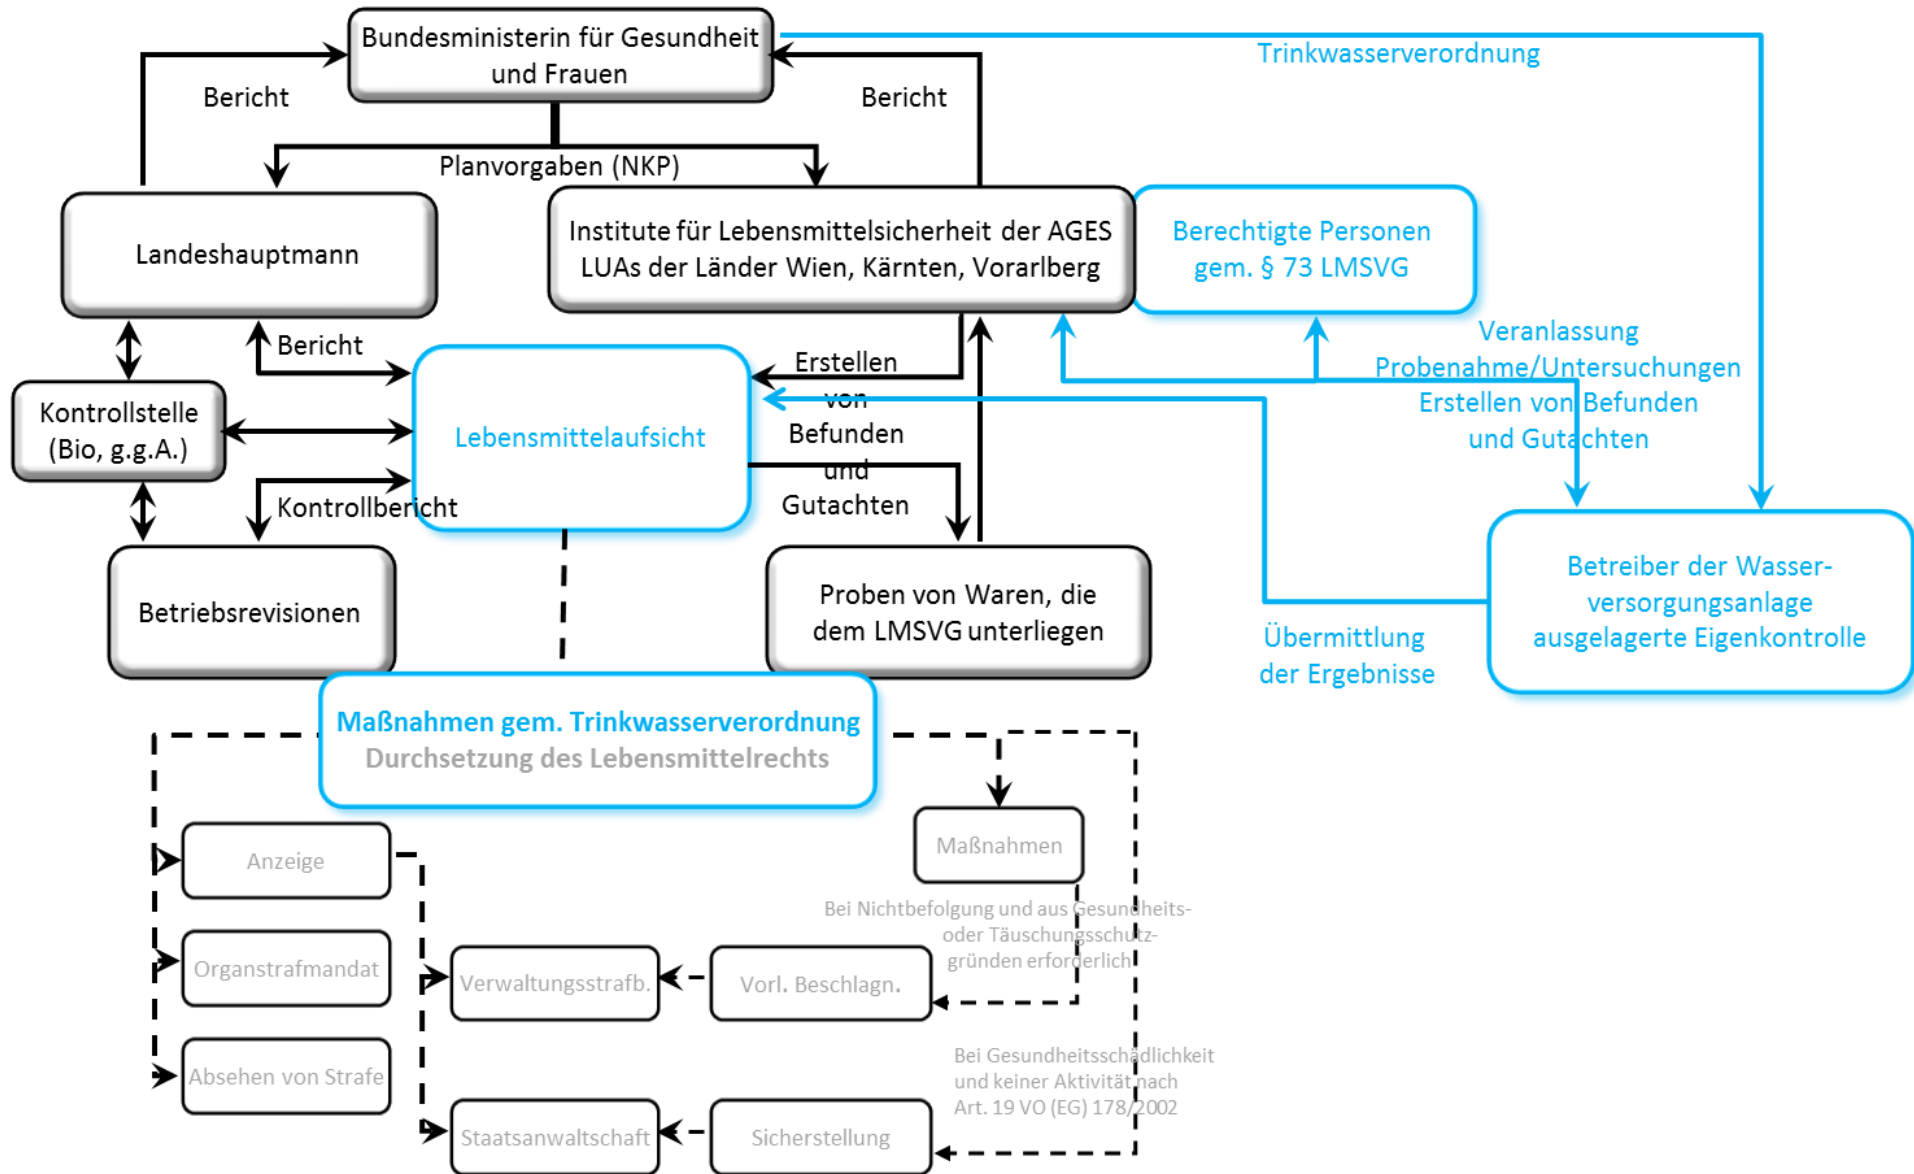 Bundesministerin für Gesundheit
und Frauen
Trinkwasserverordnung
Bericht
Bericht
Planvorgaben (NKP)
Landeshauptmann
Institute für Lebensmittelsicherheit der AGES
LUAs der Länder Wien, Kärnten, Vorarlberg
Berechtigte Personen
gem. § 73 LMSVG
Bericht
Erstellen
von
Befunden
und
Gutachten
Veranlassung
Probenahme/Untersuchungen
Erstellen von Befunden
und Gutachten
Kontrollstelle
(Bio, g.g.A.)
Lebensmittelaufsicht
Kontrollbericht
Betriebsrevisionen
Proben von Waren, die
dem LMSVG unterliegen
Betreiber der Wasser-
versorgungsanlage
ausgelagerte Eigenkontrolle
Übermittlung
der Ergebnisse
Maßnahmen gem. Trinkwasserverordnung
Durchsetzung des Lebensmittelrechts
Anzeige
Maßnahmen
Bei Nichtbefolgung und aus Gesundheits-
oder Täuschungsschutz-
gründen erforderlich
Organstrafmandat
Verwaltungsstrafb.
Vorl. Beschlagn.
Absehen von Strafe
Bei Gesundheitsschädlichkeit
und keiner Aktivität nach
Art. 19 VO (EG) 178/2002
Staatsanwaltschaft
Sicherstellung